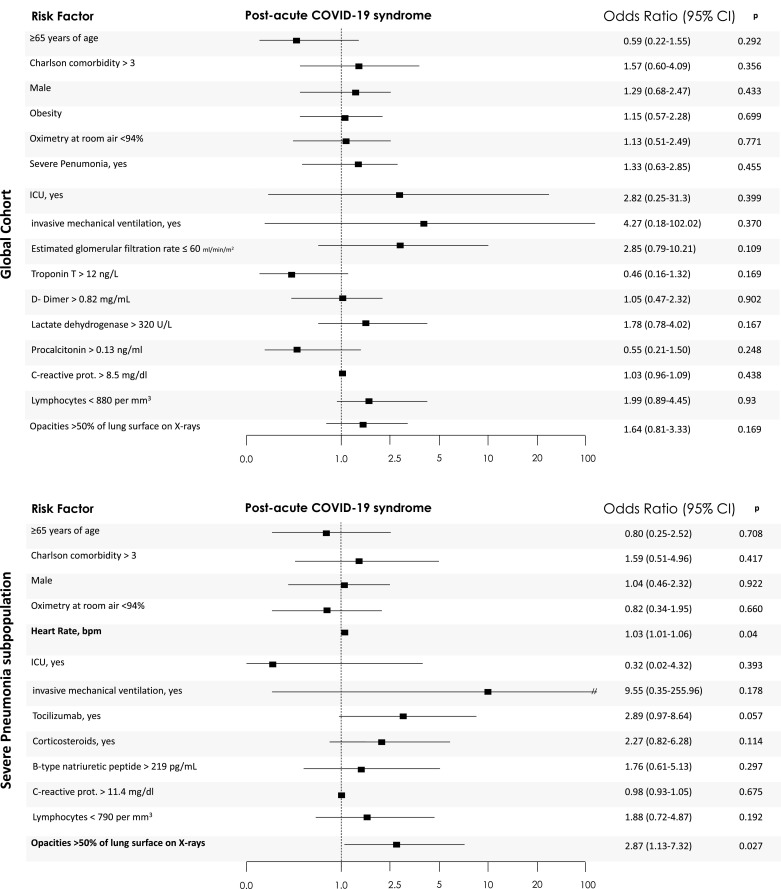 Global Cohort
Risk Factor Post-acute COVID-19 syndrome Odds Ratio (95% CI) p
≥65 years of age 0.59 (0.22-1.55) 0.292
Charlson comorbidity > 3 1.57 (0.60-4.09) 0.356
Male 1.29 (0.68-2.47) 0.433
Obesity 1.15 (0.57-2.28) 0.699
Oximetry at room air <94% 1.13 (0.51-2.49) 0.771
Severe Penumonia, yes 1.33 (0.63-2.85) 0.455
ICU, yes 2.82 (0.25-31.3) 0.399
invasive mechanical ventilation, yes 4.27 (0.18-102.02) 0.370
Estimated glomerular filtration rate ≤ 60 ml/min/m² 2.85 (0.79-10.21) 0.109
Troponin T > 12 ng/L 0.46 (0.16-1.32) 0.169
D- Dimer > 0.82 mg/mL 1.05 (0.47-2.32) 0.902
Lactate dehydrogenase > 320 U/L 1.78 (0.78-4.02) 0.167
Procalcitonin > 0.13 ng/ml 0.55 (0.21-1.50) 0.248
C-reactive prot. > 8.5 mg/dl 1.03 (0.96-1.09) 0.438
Lymphocytes < 880 per mm³ 1.99 (0.89-4.45) 0.93
Opacities >50% of lung surface on X-rays 1.64 (0.81-3.33) 0.169
0.0 1.0 2.5 5 10 20 100
Severe Pneumonia subpopulation
Risk Factor Post-acute COVID-19 syndrome Odds Ratio (95% CI) p
≥65 years of age 0.80 (0.25-2.52) 0.708
Charlson comorbidity > 3 1.59 (0.51-4.96) 0.417
Male 1.04 (0.46-2.32) 0.922
Oximetry at room air <94% 0.82 (0.34-1.95) 0.660
Heart Rate, bpm 1.03 (1.01-1.06) 0.04
ICU, yes 0.32 (0.02-4.32) 0.393
invasive mechanical ventilation, yes // 9.55 (0.35-255.96) 0.178
Tocilizumab, yes 2.89 (0.97-8.64) 0.057
Corticosteroids, yes 2.27 (0.82-6.28) 0.114
B-type natriuretic peptide > 219 pg/mL 1.76 (0.61-5.13) 0.297
C-reactive prot. > 11.4 mg/dl 0.98 (0.93-1.05) 0.675
Lymphocytes < 790 per mm³ 1.88 (0.72-4.87) 0.192
Opacities >50% of lung surface on X-rays 2.87 (1.13-7.32) 0.027
0.0 1.0 2.5 5 10 20 100